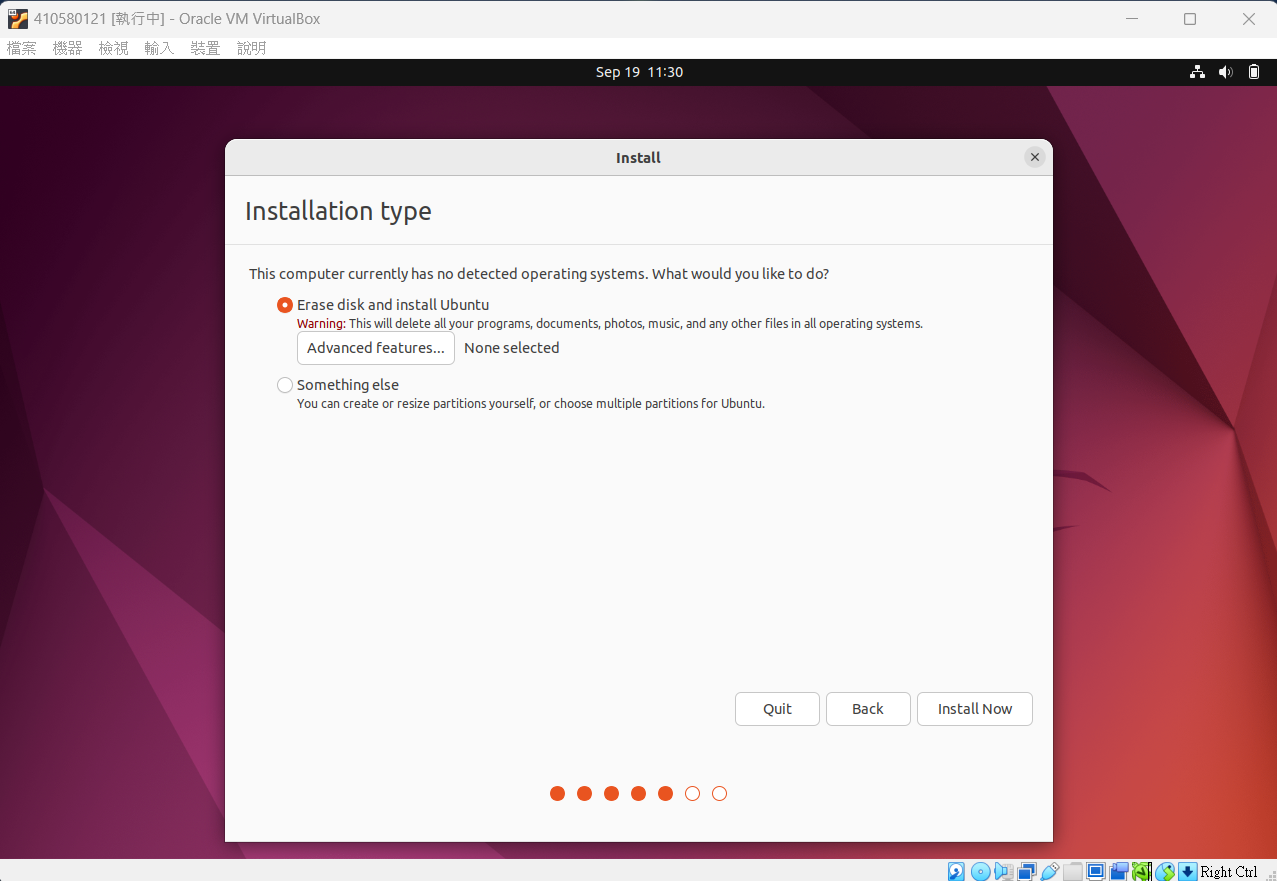 410580121 [執行中] - Oracle VM VirtualBox
檔案 機器 檢視 輸入 裝置 說明
Sep 19 11:30
Install
Installation type
This computer currently has no detected operating systems. What would you like to do?
Erase disk and install Ubuntu
Warning: This will delete all your programs, documents, photos, music, and any other files in all operating systems.
Advanced features... None selected
Something else
You can create or resize partitions yourself, or choose multiple partitions for Ubuntu.
Quit Back Install Now
Right Ctrl